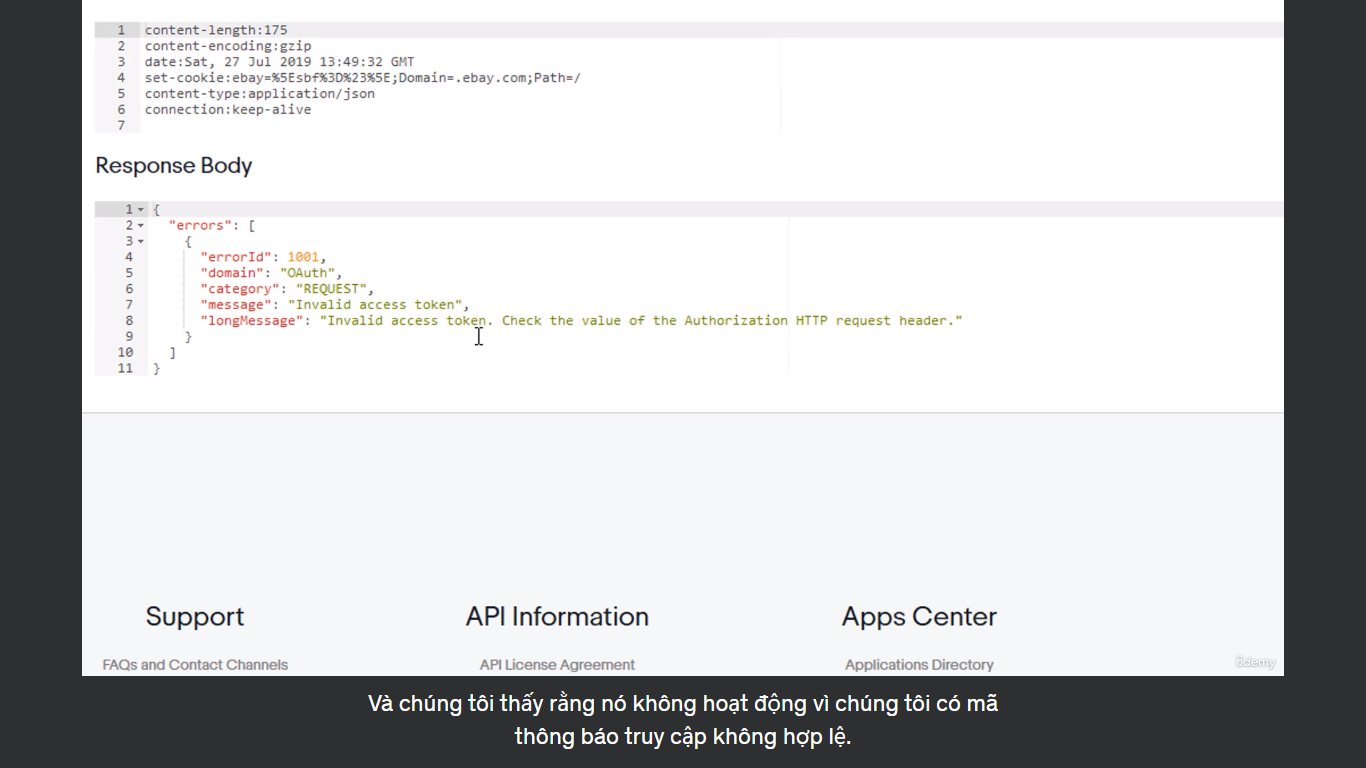 1 content-length:175
2 content-encoding:gzip
3 date:Sat, 27 Jul 2019 13:49:32 GMT
4 set-cookie:ebay=%5Esbf%3D%23%5E;Domain=.ebay.com;Path=/
5 content-type:application/json
6 connection:keep-alive
7
Response Body
1 {
2 "errors": [
3 {
4 "errorId": 1001,
5 "domain": "OAuth",
6 "category": "REQUEST",
7 "message": "Invalid access token",
8 "longMessage": "Invalid access token. Check the value of the Authorization HTTP request header."
9 }
10 ]
11 }
Support API Information Apps Center
FAQs and Contact Channels API License Agreement Applications Directory
ûdemy
Và chúng tôi thấy rằng nó không hoạt động vì chúng tôi có mã
thông báo truy cập không hợp lệ.